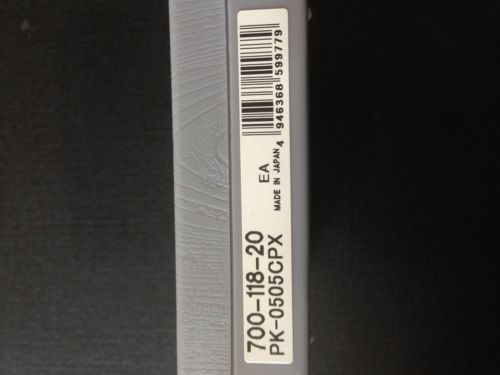 700-118-20
PK-0505CPX
EA
MADE IN JAPAN
4 946368 599779